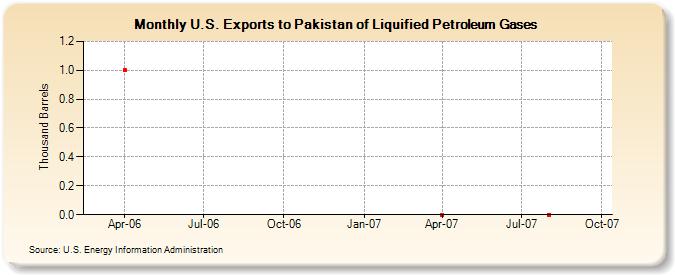 Monthly U.S. Exports to Pakistan of Liquified Petroleum Gases
Thousand Barrels
1.2
1.0
0.8
0.6
0.4
0.2
0.0
Apr-06 Jul-06 Oct-06 Jan-07 Apr-07 Jul-07 Oct-07
Source: U.S. Energy Information Administration